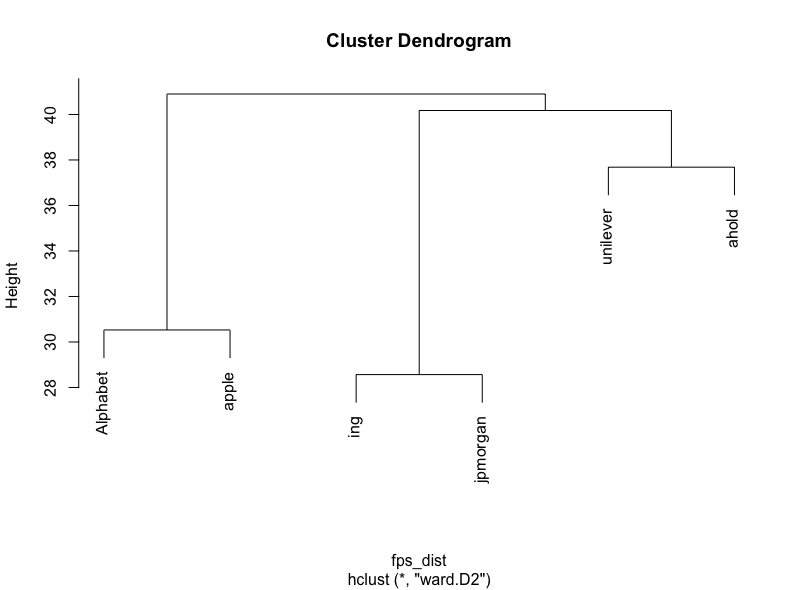 Cluster Dendrogram
Height
40
38
36
34
32
30
28
Alphabet
apple
ing
jpmorgan
unilever
ahold
fps_dist
hclust (*, "ward.D2")